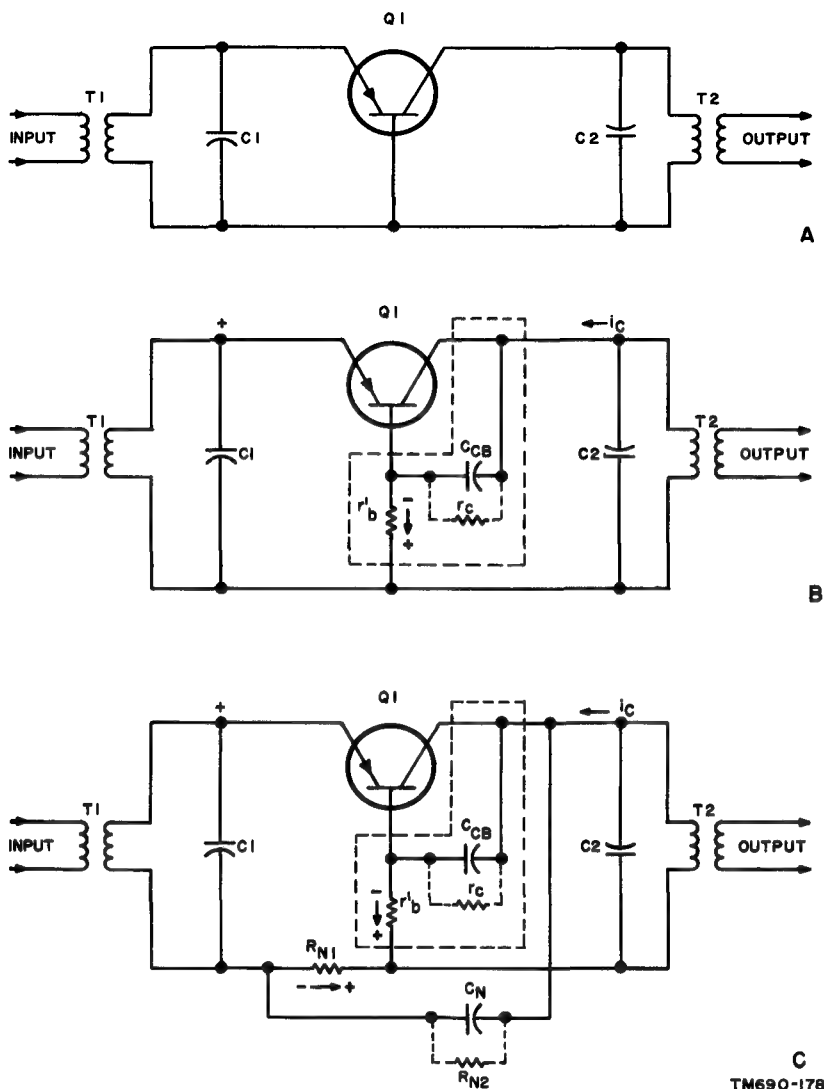 Q1
T1
T2
INPUT
C1
C2
OUTPUT
A
Q1
+
← iC
T1
CCB
T2
INPUT
C1
C2
OUTPUT
r'b
-
+
rC
B
Q1
+
← iC
T1
CCB
T2
INPUT
C1
C2
OUTPUT
rC
-
r'b
+
RN1
- → +
CN
RN2
C
TM690-178